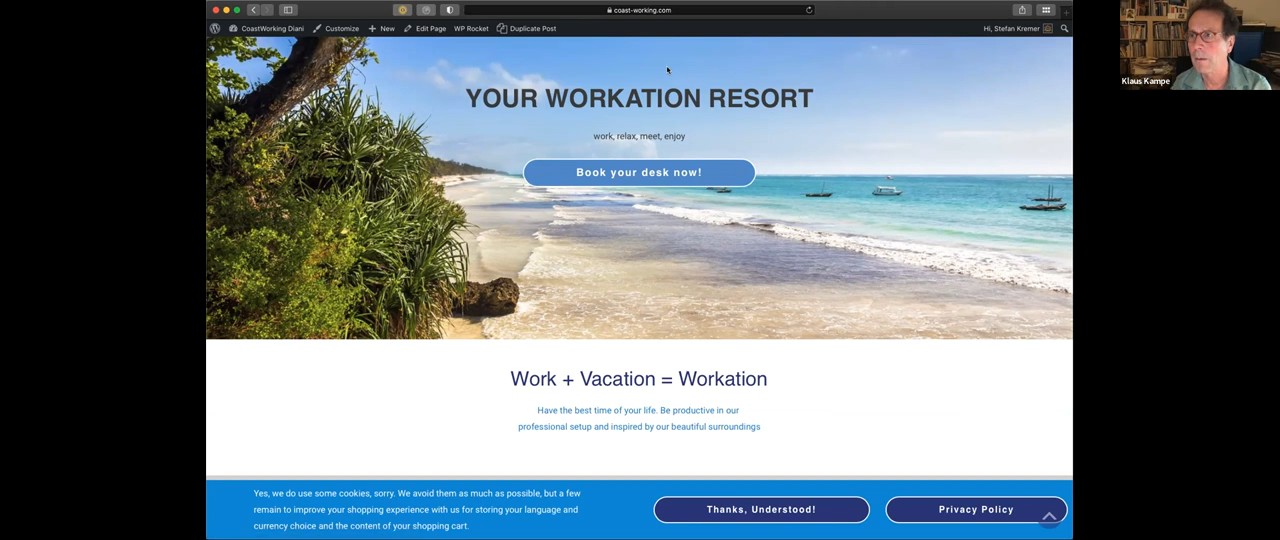 coast-working.com
CoastWorking Diani Customize New Edit Page WP Rocket Duplicate Post Hi, Stefan Kremer
Klaus Kampe
YOUR WORKATION RESORT
work, relax, meet, enjoy
Book your desk now!
Work + Vacation = Workation
Have the best time of your life. Be productive in our
professional setup and inspired by our beautiful surroundings
Yes, we do use some cookies, sorry. We avoid them as much as possible, but a few
remain to improve your shopping experience with us for storing your language and
currency choice and the content of your shopping cart.
Thanks, Understood!
Privacy Policy